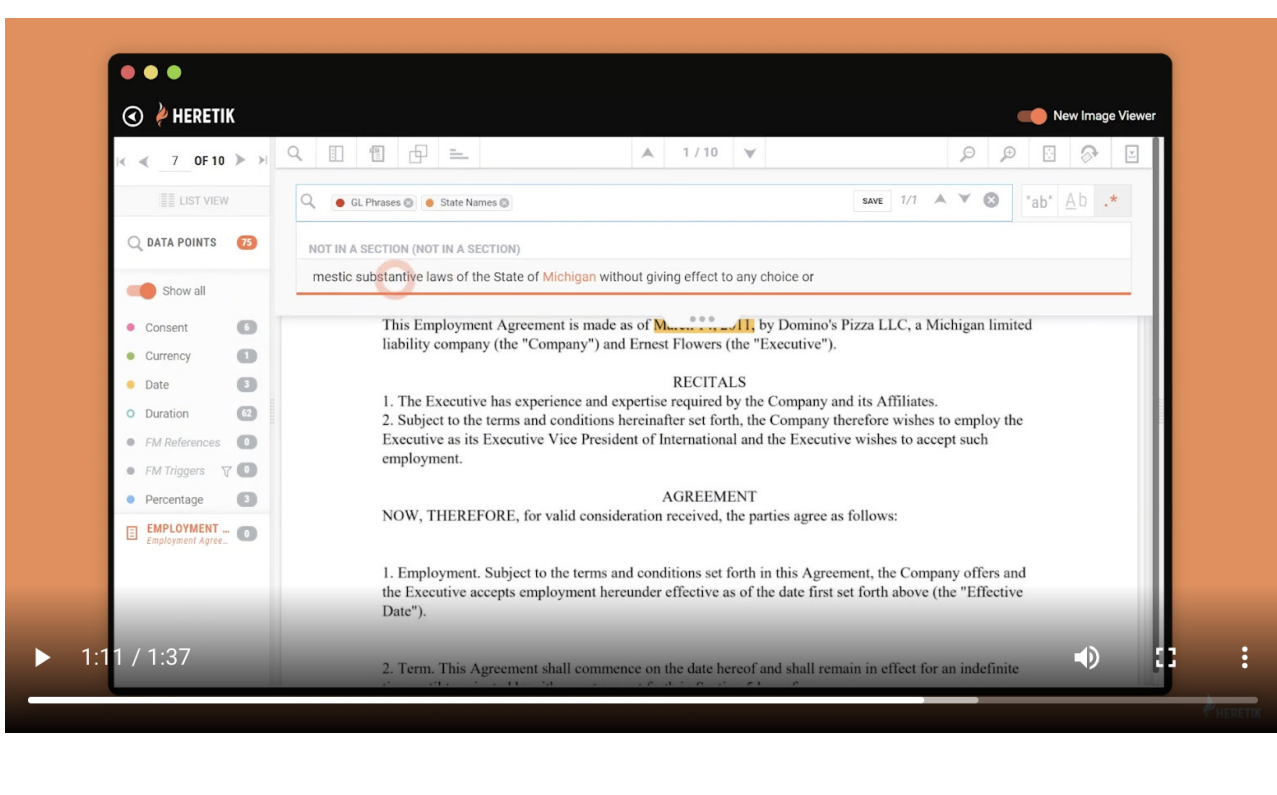 HERETIK
New Image Viewer
7 OF 10
1 / 10
LIST VIEW
GL Phrases
State Names
SAVE
1/1
"ab"
Ab
.*
DATA POINTS 75
NOT IN A SECTION (NOT IN A SECTION)
mestic substantive laws of the State of Michigan without giving effect to any choice or
Show all
Consent 6
Currency 1
Date 3
Duration 62
FM References 0
FM Triggers 0
Percentage 3
EMPLOYMENT ... 0
Employment Agree...
This Employment Agreement is made as of March 14, 2011, by Domino's Pizza LLC, a Michigan limited
liability company (the "Company") and Ernest Flowers (the "Executive").
RECITALS
1. The Executive has experience and expertise required by the Company and its Affiliates.
2. Subject to the terms and conditions hereinafter set forth, the Company therefore wishes to employ the
Executive as its Executive Vice President of International and the Executive wishes to accept such
employment.
AGREEMENT
NOW, THEREFORE, for valid consideration received, the parties agree as follows:
1. Employment. Subject to the terms and conditions set forth in this Agreement, the Company offers and
the Executive accepts employment hereunder effective as of the date first set forth above (the "Effective
Date").
2. Term. This Agreement shall commence on the date hereof and shall remain in effect for an indefinite
1:11 / 1:37
HERETIK